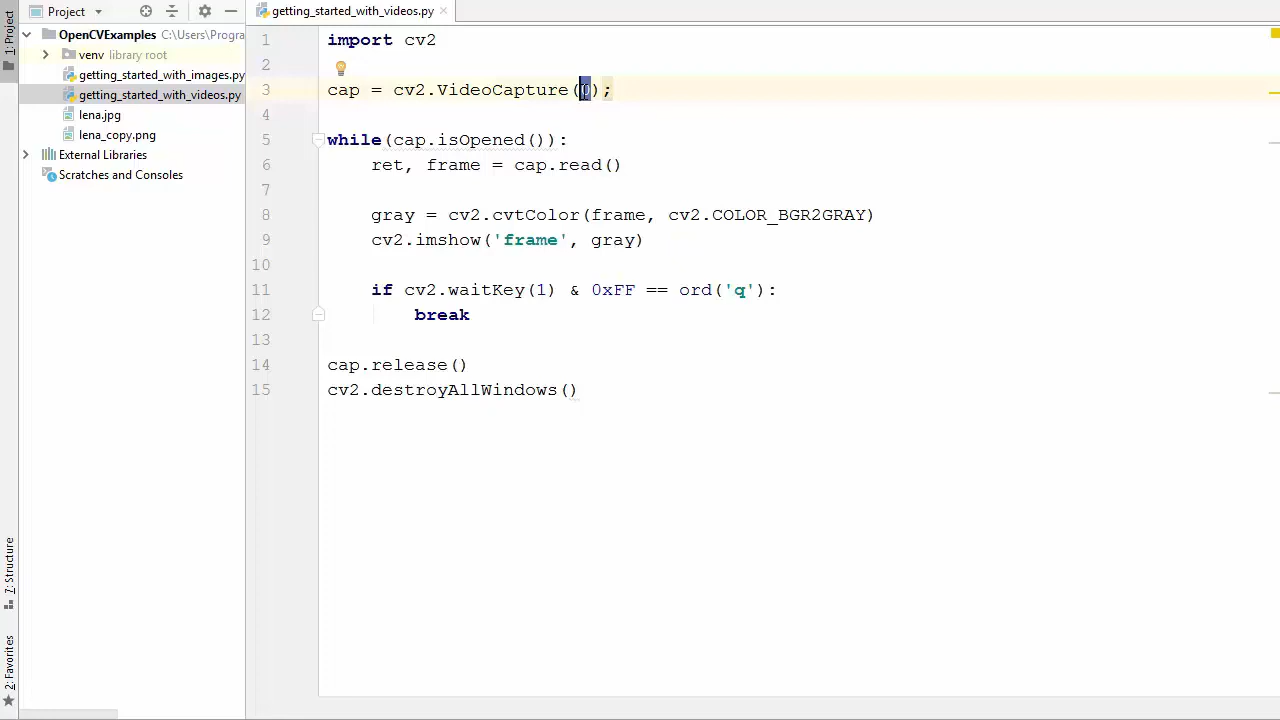 Project
getting_started_with_videos.py
1: Project
OpenCVExamples C:\Users\Progra
venv library root
getting_started_with_images.py
getting_started_with_videos.py
lena.jpg
lena_copy.png
External Libraries
Scratches and Consoles
7: Structure
2: Favorites
1 import cv2
2
3 cap = cv2.VideoCapture(0);
4
5 while(cap.isOpened()):
6 ret, frame = cap.read()
7
8 gray = cv2.cvtColor(frame, cv2.COLOR_BGR2GRAY)
9 cv2.imshow('frame', gray)
10
11 if cv2.waitKey(1) & 0xFF == ord('q'):
12 break
13
14 cap.release()
15 cv2.destroyAllWindows()